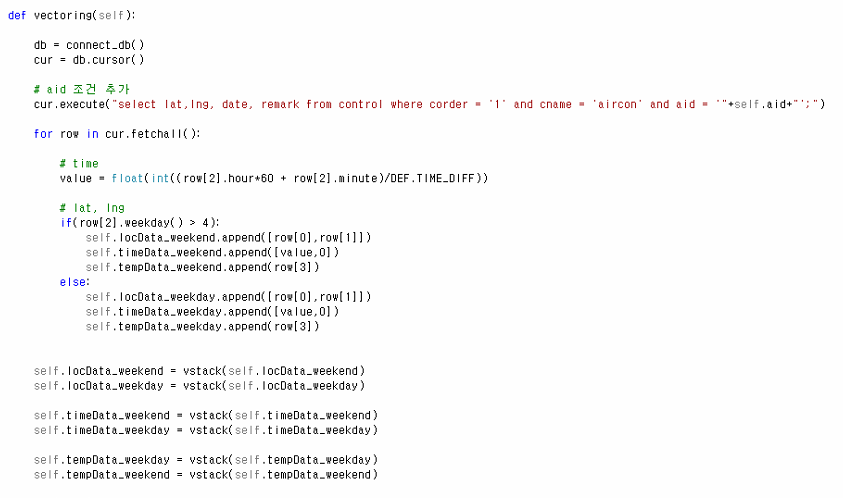 def vectoring(self):
db = connect_db()
cur = db.cursor()
# aid 조건 추가
cur.execute("select lat,lng, date, remark from control where corder = '1' and cname = 'aircon' and aid = '"+self.aid+"';")
for row in cur.fetchall():
# time
value = float(int((row[2].hour*60 + row[2].minute)/DEF.TIME_DIFF))
# lat, lng
if(row[2].weekday() > 4):
self.locData_weekend.append([row[0],row[1]])
self.timeData_weekend.append([value,0])
self.tempData_weekend.append(row[3])
else:
self.locData_weekday.append([row[0],row[1]])
self.timeData_weekday.append([value,0])
self.tempData_weekday.append(row[3])
self.locData_weekend = vstack(self.locData_weekend)
self.locData_weekday = vstack(self.locData_weekday)
self.timeData_weekend = vstack(self.timeData_weekend)
self.timeData_weekday = vstack(self.timeData_weekday)
self.tempData_weekday = vstack(self.tempData_weekday)
self.tempData_weekend = vstack(self.tempData_weekend)